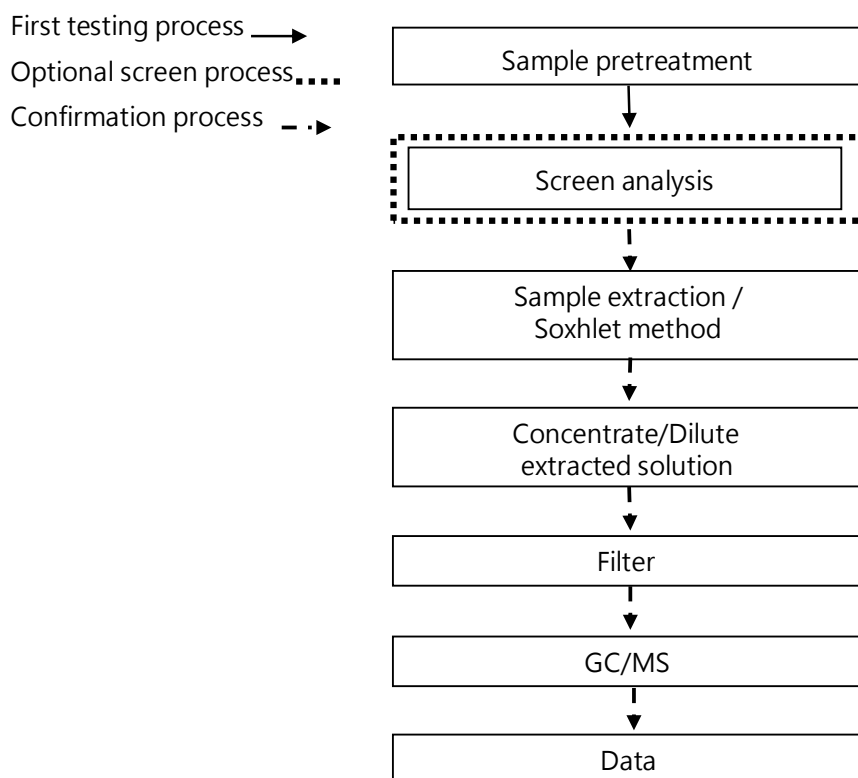 First testing process
Optional screen process
Confirmation process
Sample pretreatment
Screen analysis
Sample extraction /
Soxhlet method
Concentrate/Dilute
extracted solution
Filter
GC/MS
Data